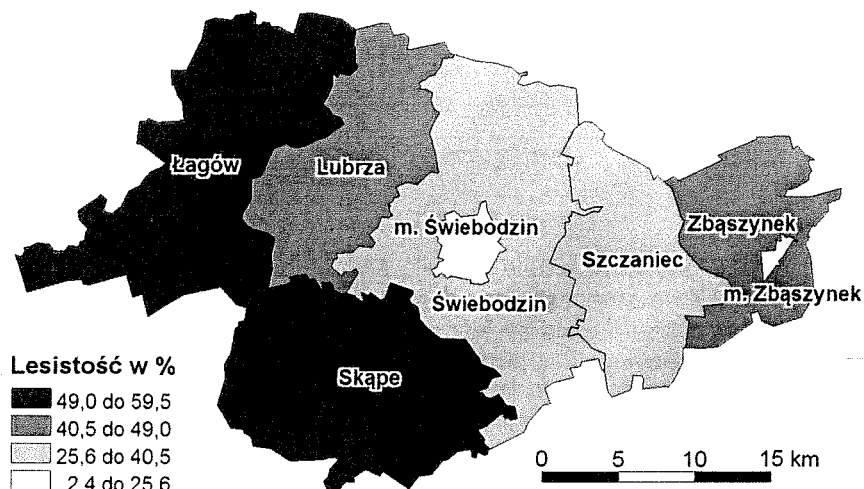 Łagów
Lubrza
m. Świebodzin
Świebodzin
Szczaniec
Zbąszynek
m. Zbąszynek
Skąpe
Lesistość w %
49,0 do 59,5
40,5 do 49,0
25,6 do 40,5
2,4 do 25,6
0 5 10 15 km